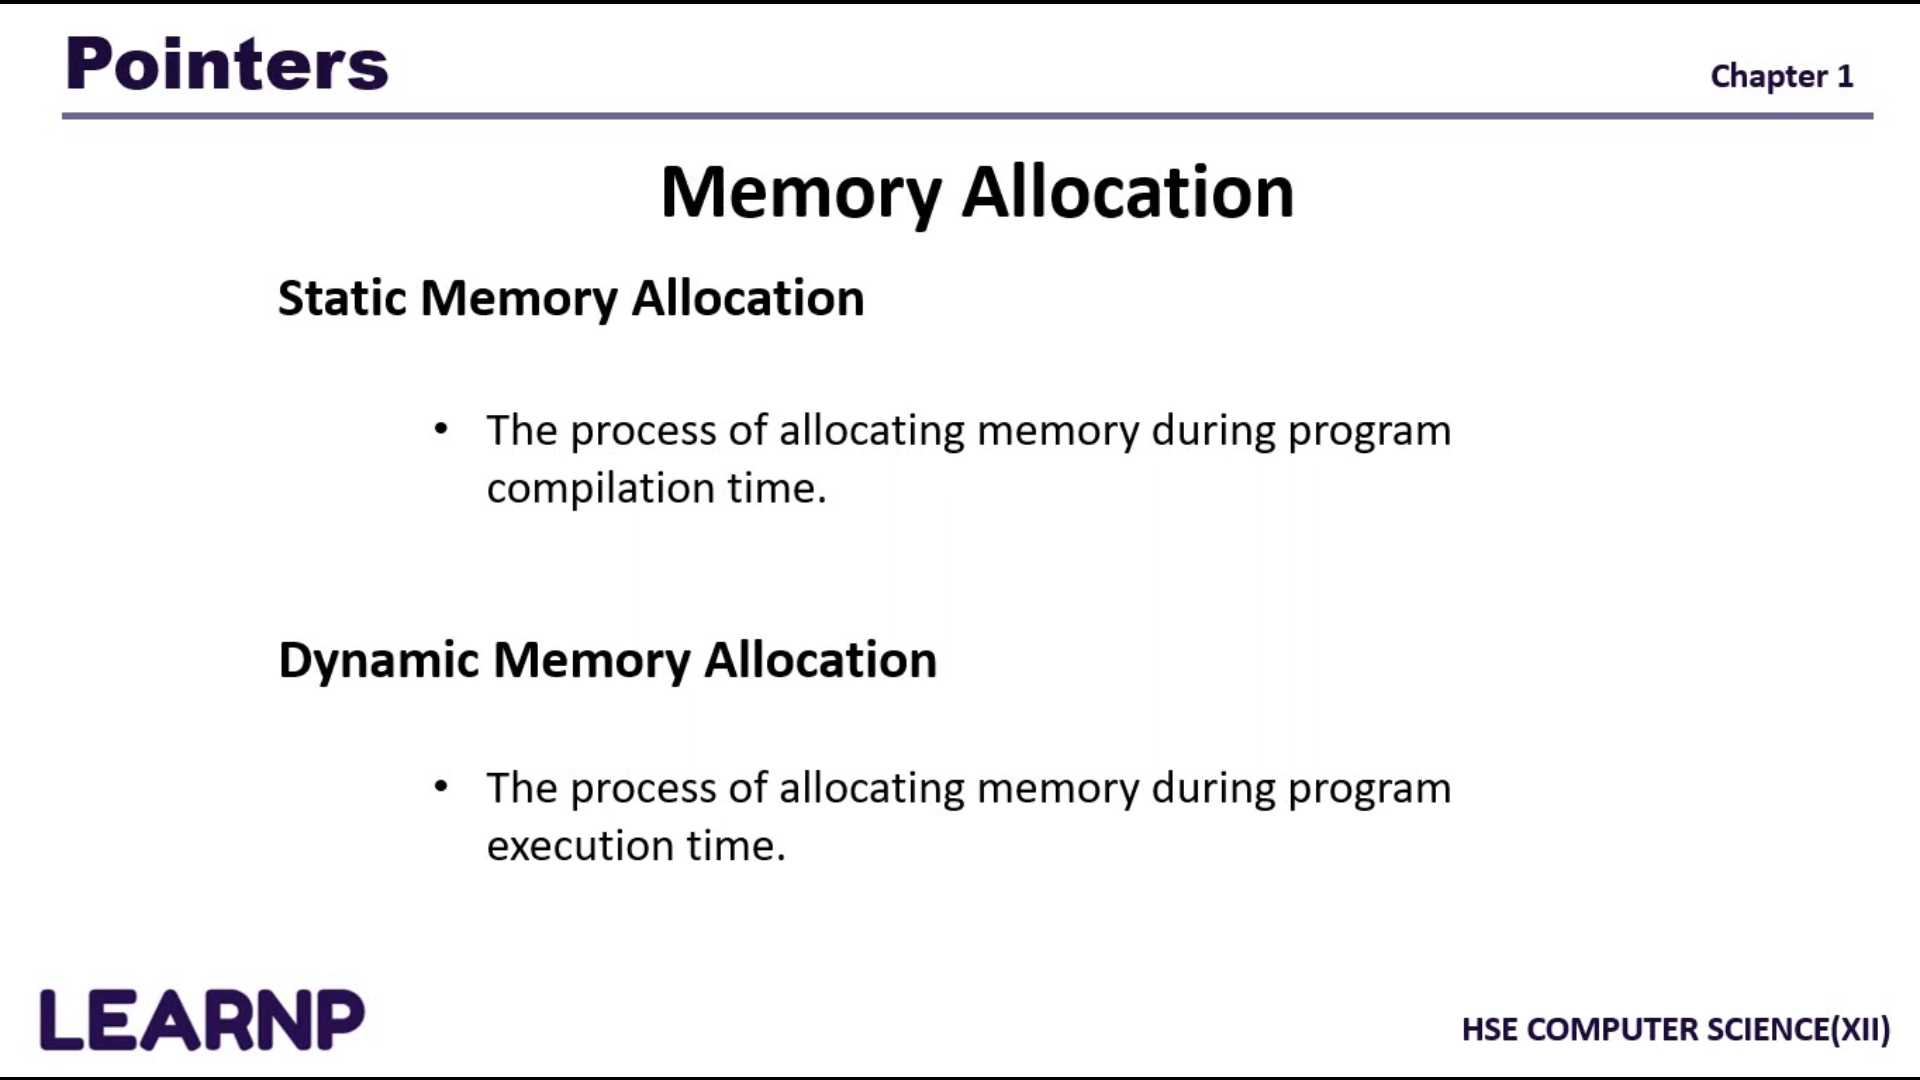 Pointers
Chapter 1
Memory Allocation
Static Memory Allocation
• The process of allocating memory during program
compilation time.
Dynamic Memory Allocation
• The process of allocating memory during program
execution time.
LEARNP
HSE COMPUTER SCIENCE(XII)